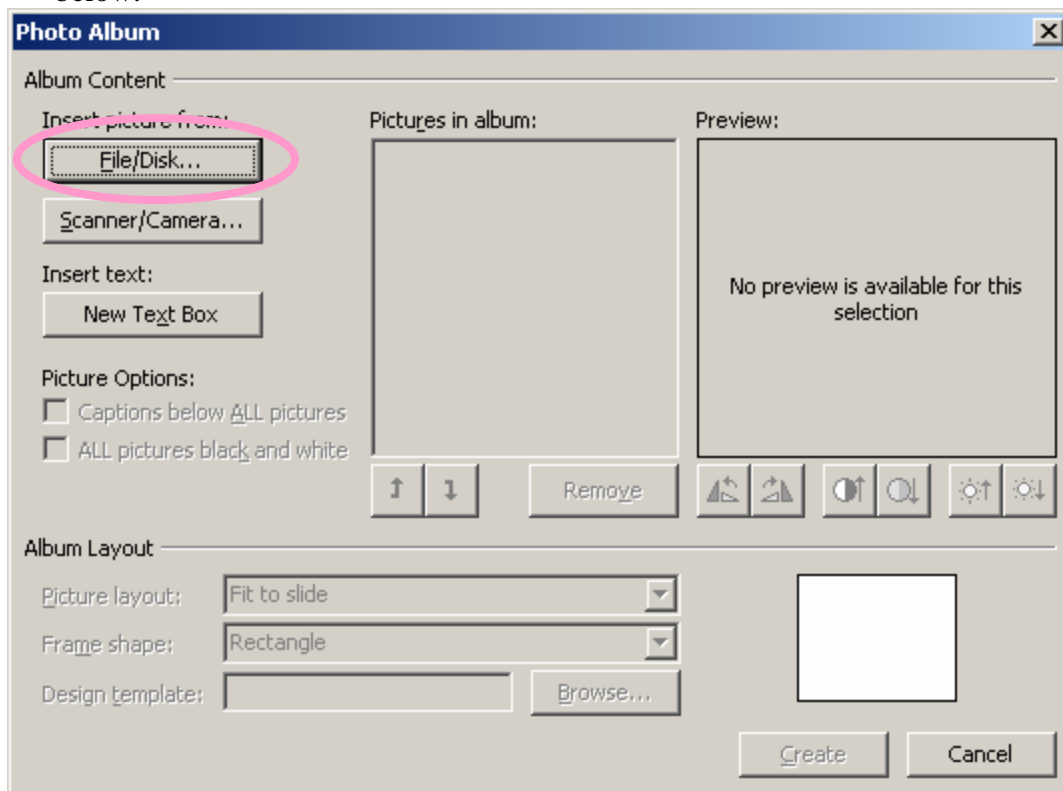 Photo Album
Album Content
Insert picture from:
Pictures in album:
Preview:
File/Disk...
Scanner/Camera...
No preview is available for this
selection
Insert text:
New Text Box
Picture Options:
Captions below ALL pictures
ALL pictures black and white
Remove
Album Layout
Picture layout:
Fit to slide
Frame shape:
Rectangle
Design template:
Browse...
Create
Cancel